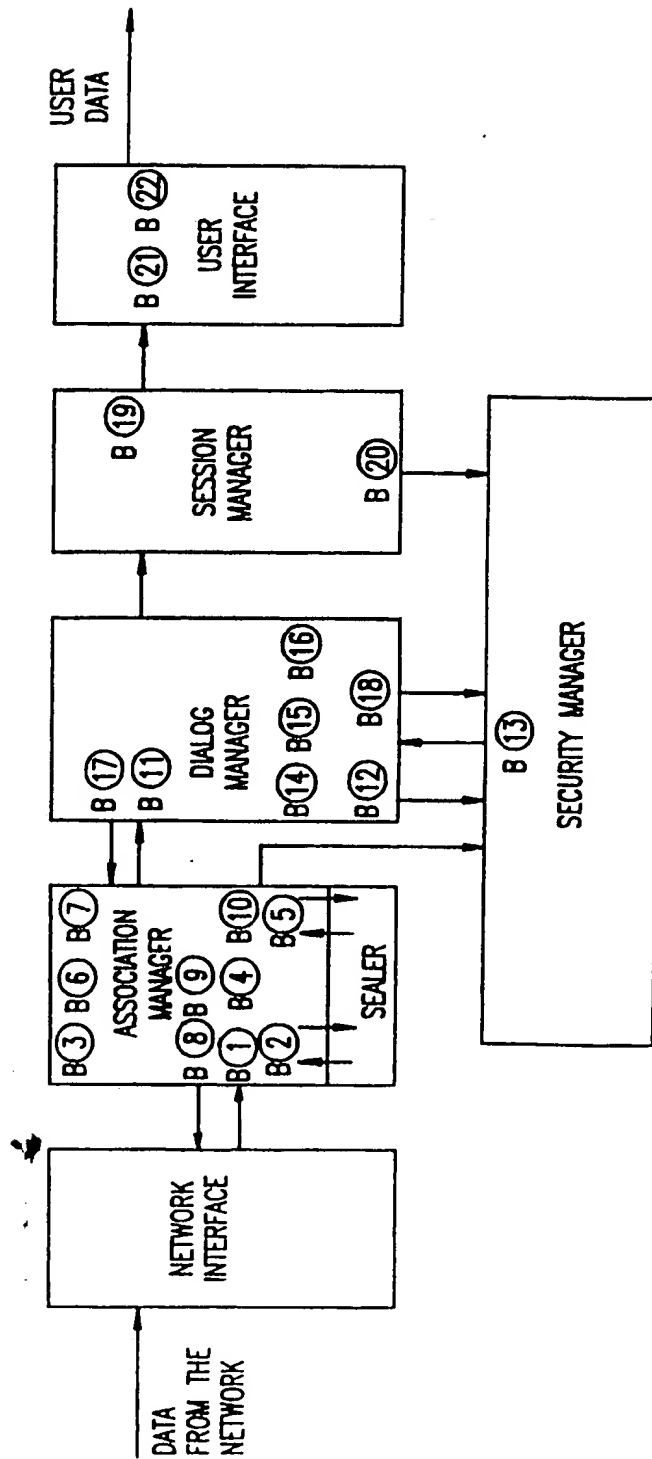 DATA
FROM THE
NETWORK
NETWORK
INTERFACE
B 3 B 6 B 7
ASSOCIATION
MANAGER
B 8 B 9
B 1 B 4 B 10
B 2 B 5
SEALER
B 17
B 11
DIALOG
MANAGER
B 14 B 15 B 16
B 12 B 18
B 19
SESSION
MANAGER
B 20
B 21 B 22
USER
INTERFACE
USER
DATA
B 13
SECURITY MANAGER